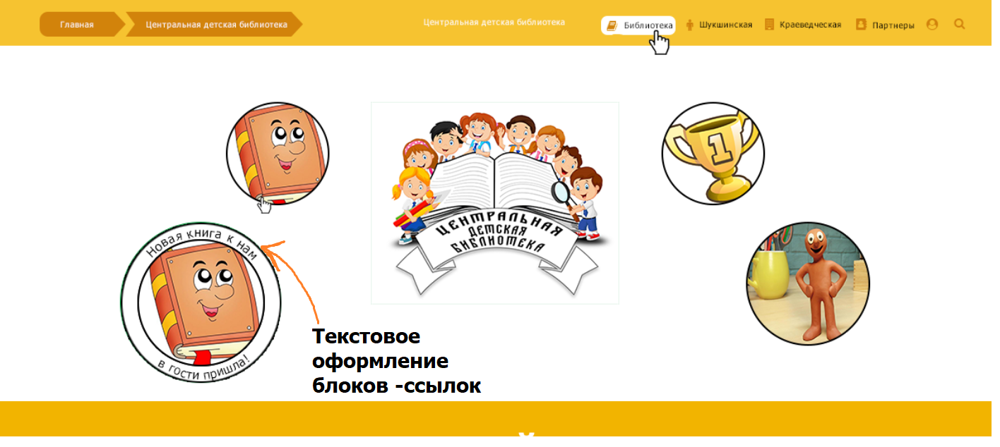 Главная
Центральная детская библиотека
Центральная детская библиотека
Библиотека
Шукшинская
Краеведческая
Партнеры
1
ЦЕНТРАЛЬНАЯ
ДЕТСКАЯ
БИБЛИОТЕКА
Новая книга к нам
в гости пришла!
Текстовое
оформление
блоков -ссылок